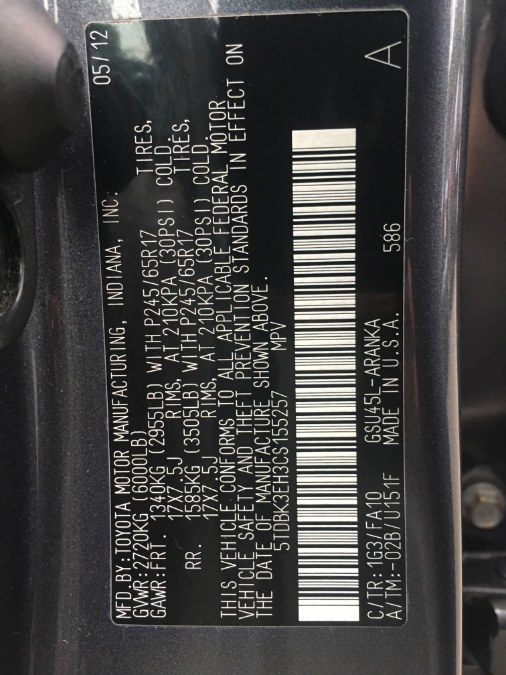 MFD.BY:TOYOTA MOTOR MANUFACTURING, INDIANA, INC. 05/12
GVWR:2720KG (6000LB)
GAWR:FRT. 1340KG (2955LB) WITH P245/65R17 TIRES,
17X7.5J RIMS, AT 210KPA (30PSI) COLD.
RR. 1595KG (3505LB) WITH P245/65R17 TIRES,
17X7.5J RIMS, AT 210KPA (30PSI) COLD.
THIS VEHICLE CONFORMS TO ALL APPLICABLE FEDERAL MOTOR
VEHICLE SAFETY AND THEFT PREVENTION STANDARDS IN EFFECT ON
THE DATE OF MANUFACTURE SHOWN ABOVE.
5TDBK3EH3CS155257 MPV
C/TR:1G3/FA10 GSU45L-ARANKA 586 A
A/TM:-02B/U151F MADE IN U.S.A.